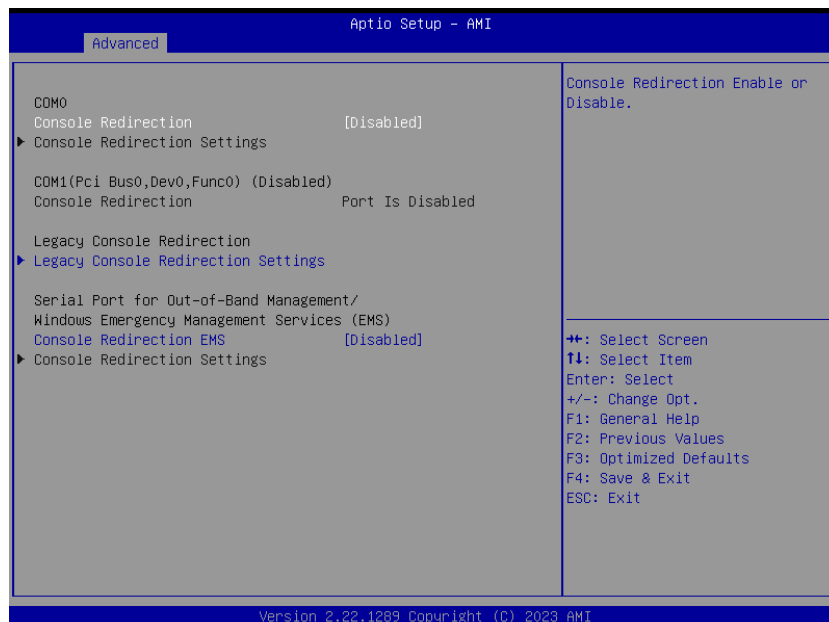 Aptio Setup – AMI
Advanced
COM0
Console Redirection [Disabled]
Console Redirection Settings
COM1(Pci Bus0,Dev0,Func0) (Disabled)
Console Redirection Port Is Disabled
Legacy Console Redirection
Legacy Console Redirection Settings
Serial Port for Out-of-Band Management/
Windows Emergency Management Services (EMS)
Console Redirection EMS [Disabled]
Console Redirection Settings
Console Redirection Enable or
Disable.
→←: Select Screen
↑↓: Select Item
Enter: Select
+/-: Change Opt.
F1: General Help
F2: Previous Values
F3: Optimized Defaults
F4: Save & Exit
ESC: Exit
Version 2.22.1289 Copyright (C) 2023 AMI